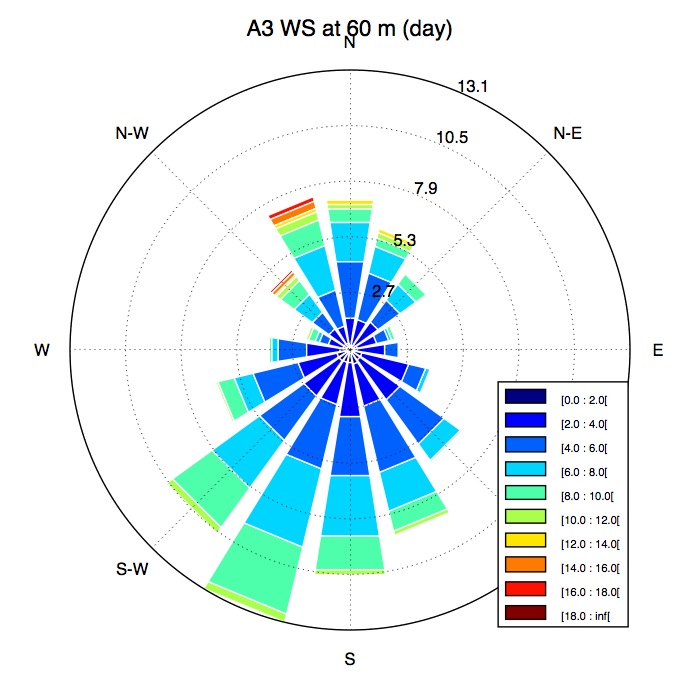 A3 WS at 60 m (day)
N
13.1
N-W
10.5
N-E
7.9
5.3
2.7
W
E
[0.0 : 2.0[
[2.0 : 4.0[
[4.0 : 6.0[
[6.0 : 8.0[
[8.0 : 10.0[
[10.0 : 12.0[
[12.0 : 14.0[
[14.0 : 16.0[
[16.0 : 18.0[
[18.0 : inf[
S-W
S